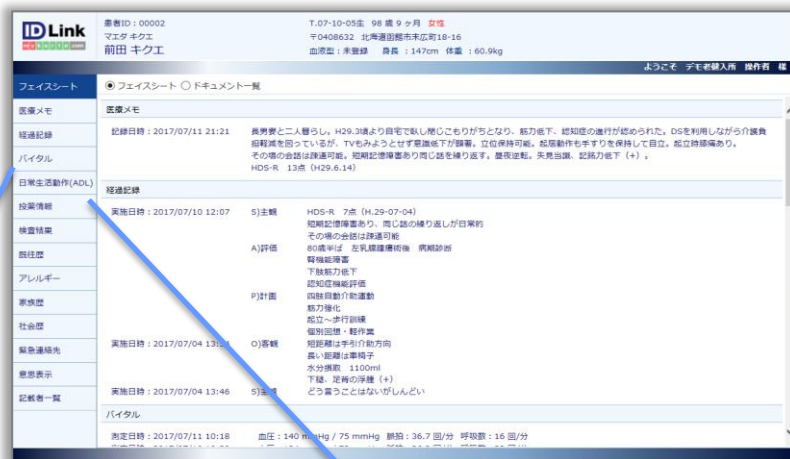 ID Link
患者ID：00002
マエダ キクエ
前田 キクエ
T.07-10-05生 98 歳 9 ヶ月 女性
〒0408632 北海道函館市末広町18-16
血液型：未登録 身長 ：147cm 体重 ：60.9kg
ようこそ デモ老健入所 操作者 様
フェイスシート
医療メモ
経過記録
バイタル
日常生活動作(ADL)
投薬情報
検査結果
既往歴
アレルギー
家族歴
社会歴
緊急連絡先
意思表示
記載者一覧
フェイスシート ドキュメント一覧
医療メモ
記録日時：2017/07/11 21:21
長男妻と二人暮らし。H29.3頃より自宅で臥し閉じこもりがちとなり、筋力低下、認知症の進行が認められた。DSを利用しながら介護負
担軽減を図っているが、TVもみようとせず意識低下が顕著。立位保持可能。起居動作も手すりを保持して自立。起立時膝痛あり。
その場の会話は疎通可能。短期記憶障害あり同じ話を繰り返す。昼夜逆転。失見当識、記銘力低下（+）。
HDS-R 13点（H29.6.14）
経過記録
実施日時：2017/07/10 12:07 S)主観 HDS-R 7点（H.29-07-04）
短期記憶障害あり、同じ話の繰り返しが日常的
その場の会話は疎通可能
A)評価 80歳半ば 左乳腺腫瘍術後 病期診断
腎機能障害
下肢筋力低下
認知症機能評価
P)計画 四肢自動介助運動
筋力強化
起立～歩行訓練
個別回想・軽作業
実施日時：2017/07/04 O)客観 短距離は手引介助方向
長い距離は車椅子
水分摂取 1100ml
下腿、足背の浮腫（+）
実施日時：2017/07/04 13:46 S)主観 どう言うことはないがしんどい
バイタル
測定日時：2017/07/11 10:18 血圧：140 mmHg / 75 mmHg 脈拍：36.7 回/分 呼吸数：16 回/分